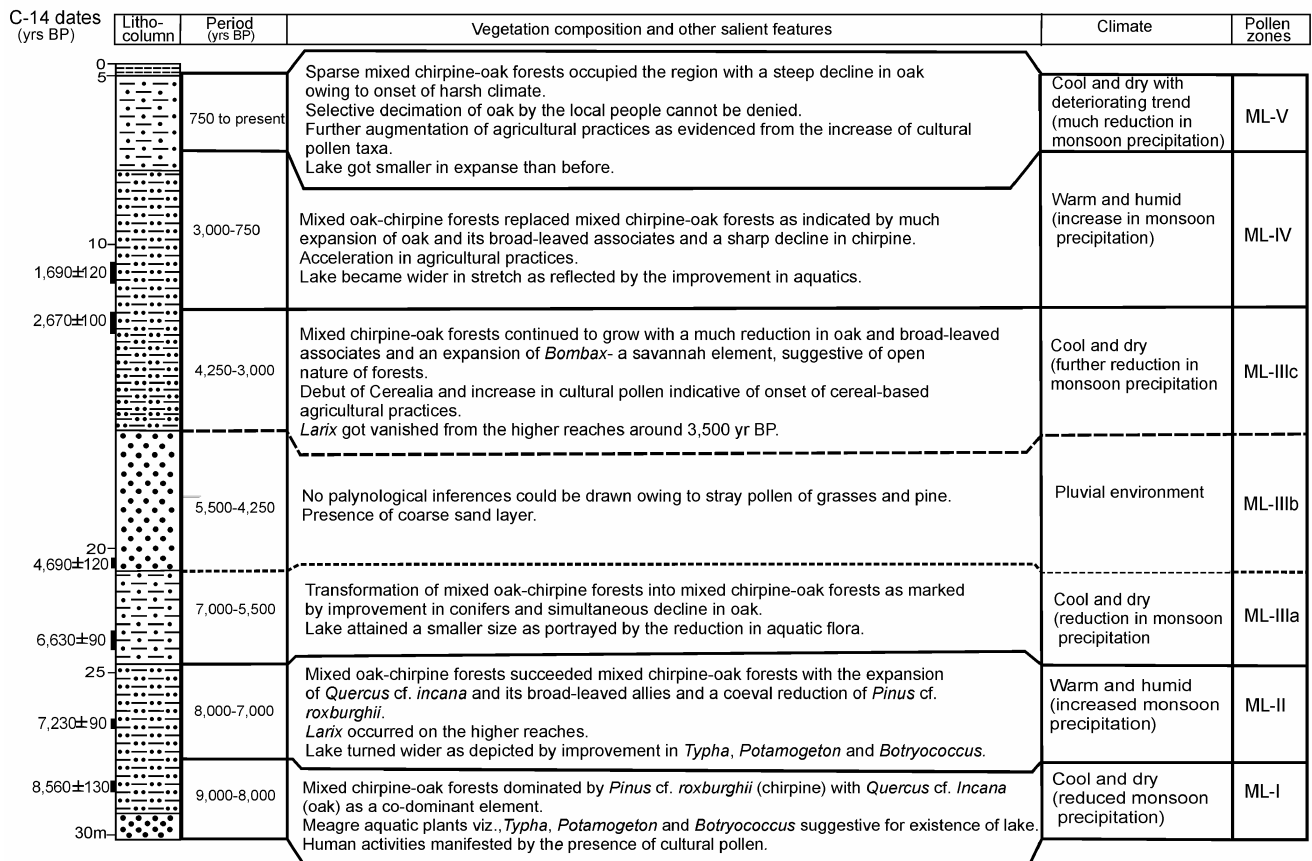 C-14 dates
(yrs BP)
Litho-
column
Period
(yrs BP)
Vegetation composition and other salient features
Climate
Pollen
zones
0
5
10
1,690±120
2,670±100
20
4,690±120
6,630±90
25
7,230±90
8,560±130
30m
750 to present
Sparse mixed chirpine-oak forests occupied the region with a steep decline in oak
owing to onset of harsh climate.
Selective decimation of oak by the local people cannot be denied.
Further augmentation of agricultural practices as evidenced from the increase of cultural
pollen taxa.
Lake got smaller in expanse than before.
Cool and dry with
deteriorating trend
(much reduction in
monsoon precipitation)
ML-V
3,000-750
Mixed oak-chirpine forests replaced mixed chirpine-oak forests as indicated by much
expansion of oak and its broad-leaved associates and a sharp decline in chirpine.
Acceleration in agricultural practices.
Lake became wider in stretch as reflected by the improvement in aquatics.
Warm and humid
(increase in monsoon
precipitation)
ML-IV
4,250-3,000
Mixed chirpine-oak forests continued to grow with a much reduction in oak and broad-leaved
associates and an expansion of Bombax- a savannah element, suggestive of open
nature of forests.
Debut of Cerealia and increase in cultural pollen indicative of onset of cereal-based
agricultural practices.
Larix got vanished from the higher reaches around 3,500 yr BP.
Cool and dry
(further reduction in
monsoon precipitation
ML-IIIc
5,500-4,250
No palynological inferences could be drawn owing to stray pollen of grasses and pine.
Presence of coarse sand layer.
Pluvial environment
ML-IIIb
7,000-5,500
Transformation of mixed oak-chirpine forests into mixed chirpine-oak forests as marked
by improvement in conifers and simultaneous decline in oak.
Lake attained a smaller size as portrayed by the reduction in aquatic flora.
Cool and dry
(reduction in monsoon
precipitation
ML-IIIa
8,000-7,000
Mixed oak-chirpine forests succeeded mixed chirpine-oak forests with the expansion
of Quercus cf. incana and its broad-leaved allies and a coeval reduction of Pinus cf.
roxburghii.
Larix occurred on the higher reaches.
Lake turned wider as depicted by improvement in Typha, Potamogeton and Botryococcus.
Warm and humid
(increased monsoon
precipitation)
ML-II
9,000-8,000
Mixed chirpine-oak forests dominated by Pinus cf. roxburghii (chirpine) with Quercus cf. Incana
(oak) as a co-dominant element.
Meagre aquatic plants viz.,Typha, Potamogeton and Botryococcus suggestive for existence of lake.
Human activities manifested by the presence of cultural pollen.
Cool and dry
(reduced monsoon
precipitation)
ML-I